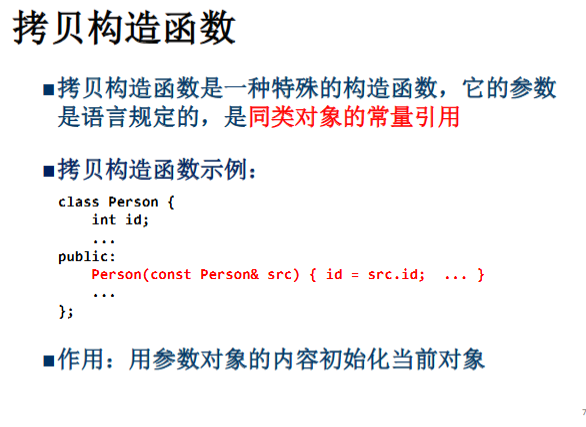 拷贝构造函数
■拷贝构造函数是一种特殊的构造函数，它的参数
是语言规定的，是同类对象的常量引用
■拷贝构造函数示例：
class Person {
    int id;
    ...
public:
    Person(const Person& src) { id = src.id;  ... }
    ...
};
■作用：用参数对象的内容初始化当前对象
7